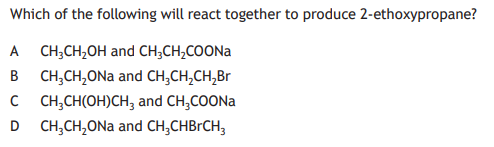 Which of the following will react together to produce 2-ethoxypropane?
A CH₃CH₂OH and CH₃CH₂COONa
B CH₃CH₂ONa and CH₃CH₂CH₂Br
C CH₃CH(OH)CH₃ and CH₃COONa
D CH₃CH₂ONa and CH₃CHBrCH₃